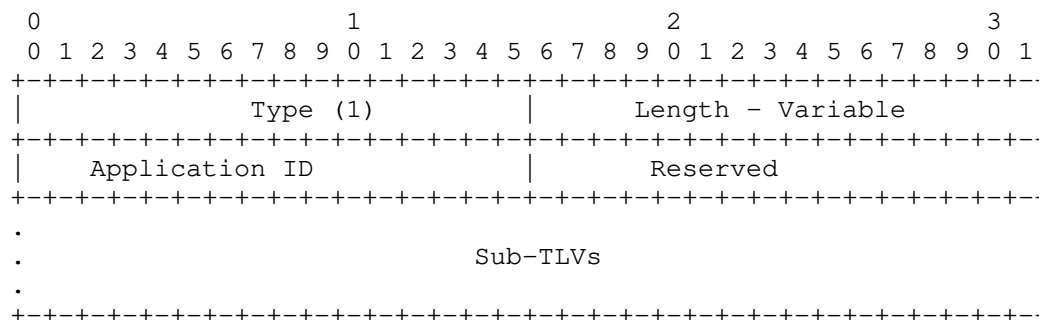 0                   1                   2                   3
 0 1 2 3 4 5 6 7 8 9 0 1 2 3 4 5 6 7 8 9 0 1 2 3 4 5 6 7 8 9 0 1
+-+-+-+-+-+-+-+-+-+-+-+-+-+-+-+-+-+-+-+-+-+-+-+-+-+-+-+-+-+-+-+-
|              Type (1)         |      Length - Variable
+-+-+-+-+-+-+-+-+-+-+-+-+-+-+-+-+-+-+-+-+-+-+-+-+-+-+-+-+-+-+-+-
|    Application ID             |       Reserved
+-+-+-+-+-+-+-+-+-+-+-+-+-+-+-+-+-+-+-+-+-+-+-+-+-+-+-+-+-+-+-+-
.
.                            Sub-TLVs
.
+-+-+-+-+-+-+-+-+-+-+-+-+-+-+-+-+-+-+-+-+-+-+-+-+-+-+-+-+-+-+-+-